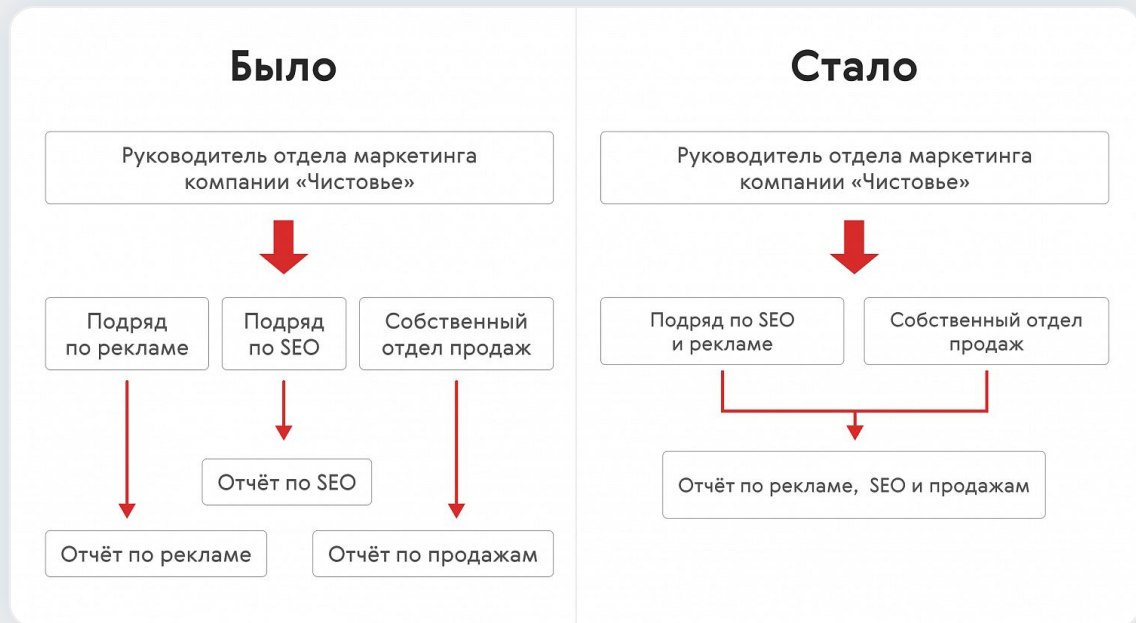 Было
Руководитель отдела маркетинга
компании «Чистовье»
Подряд
по рекламе
Подряд
по SEO
Собственный
отдел продаж
Отчёт по SEO
Отчёт по рекламе
Отчёт по продажам
Стало
Руководитель отдела маркетинга
компании «Чистовье»
Подряд по SEO
и рекламе
Собственный отдел
продаж
Отчёт по рекламе, SEO и продажам